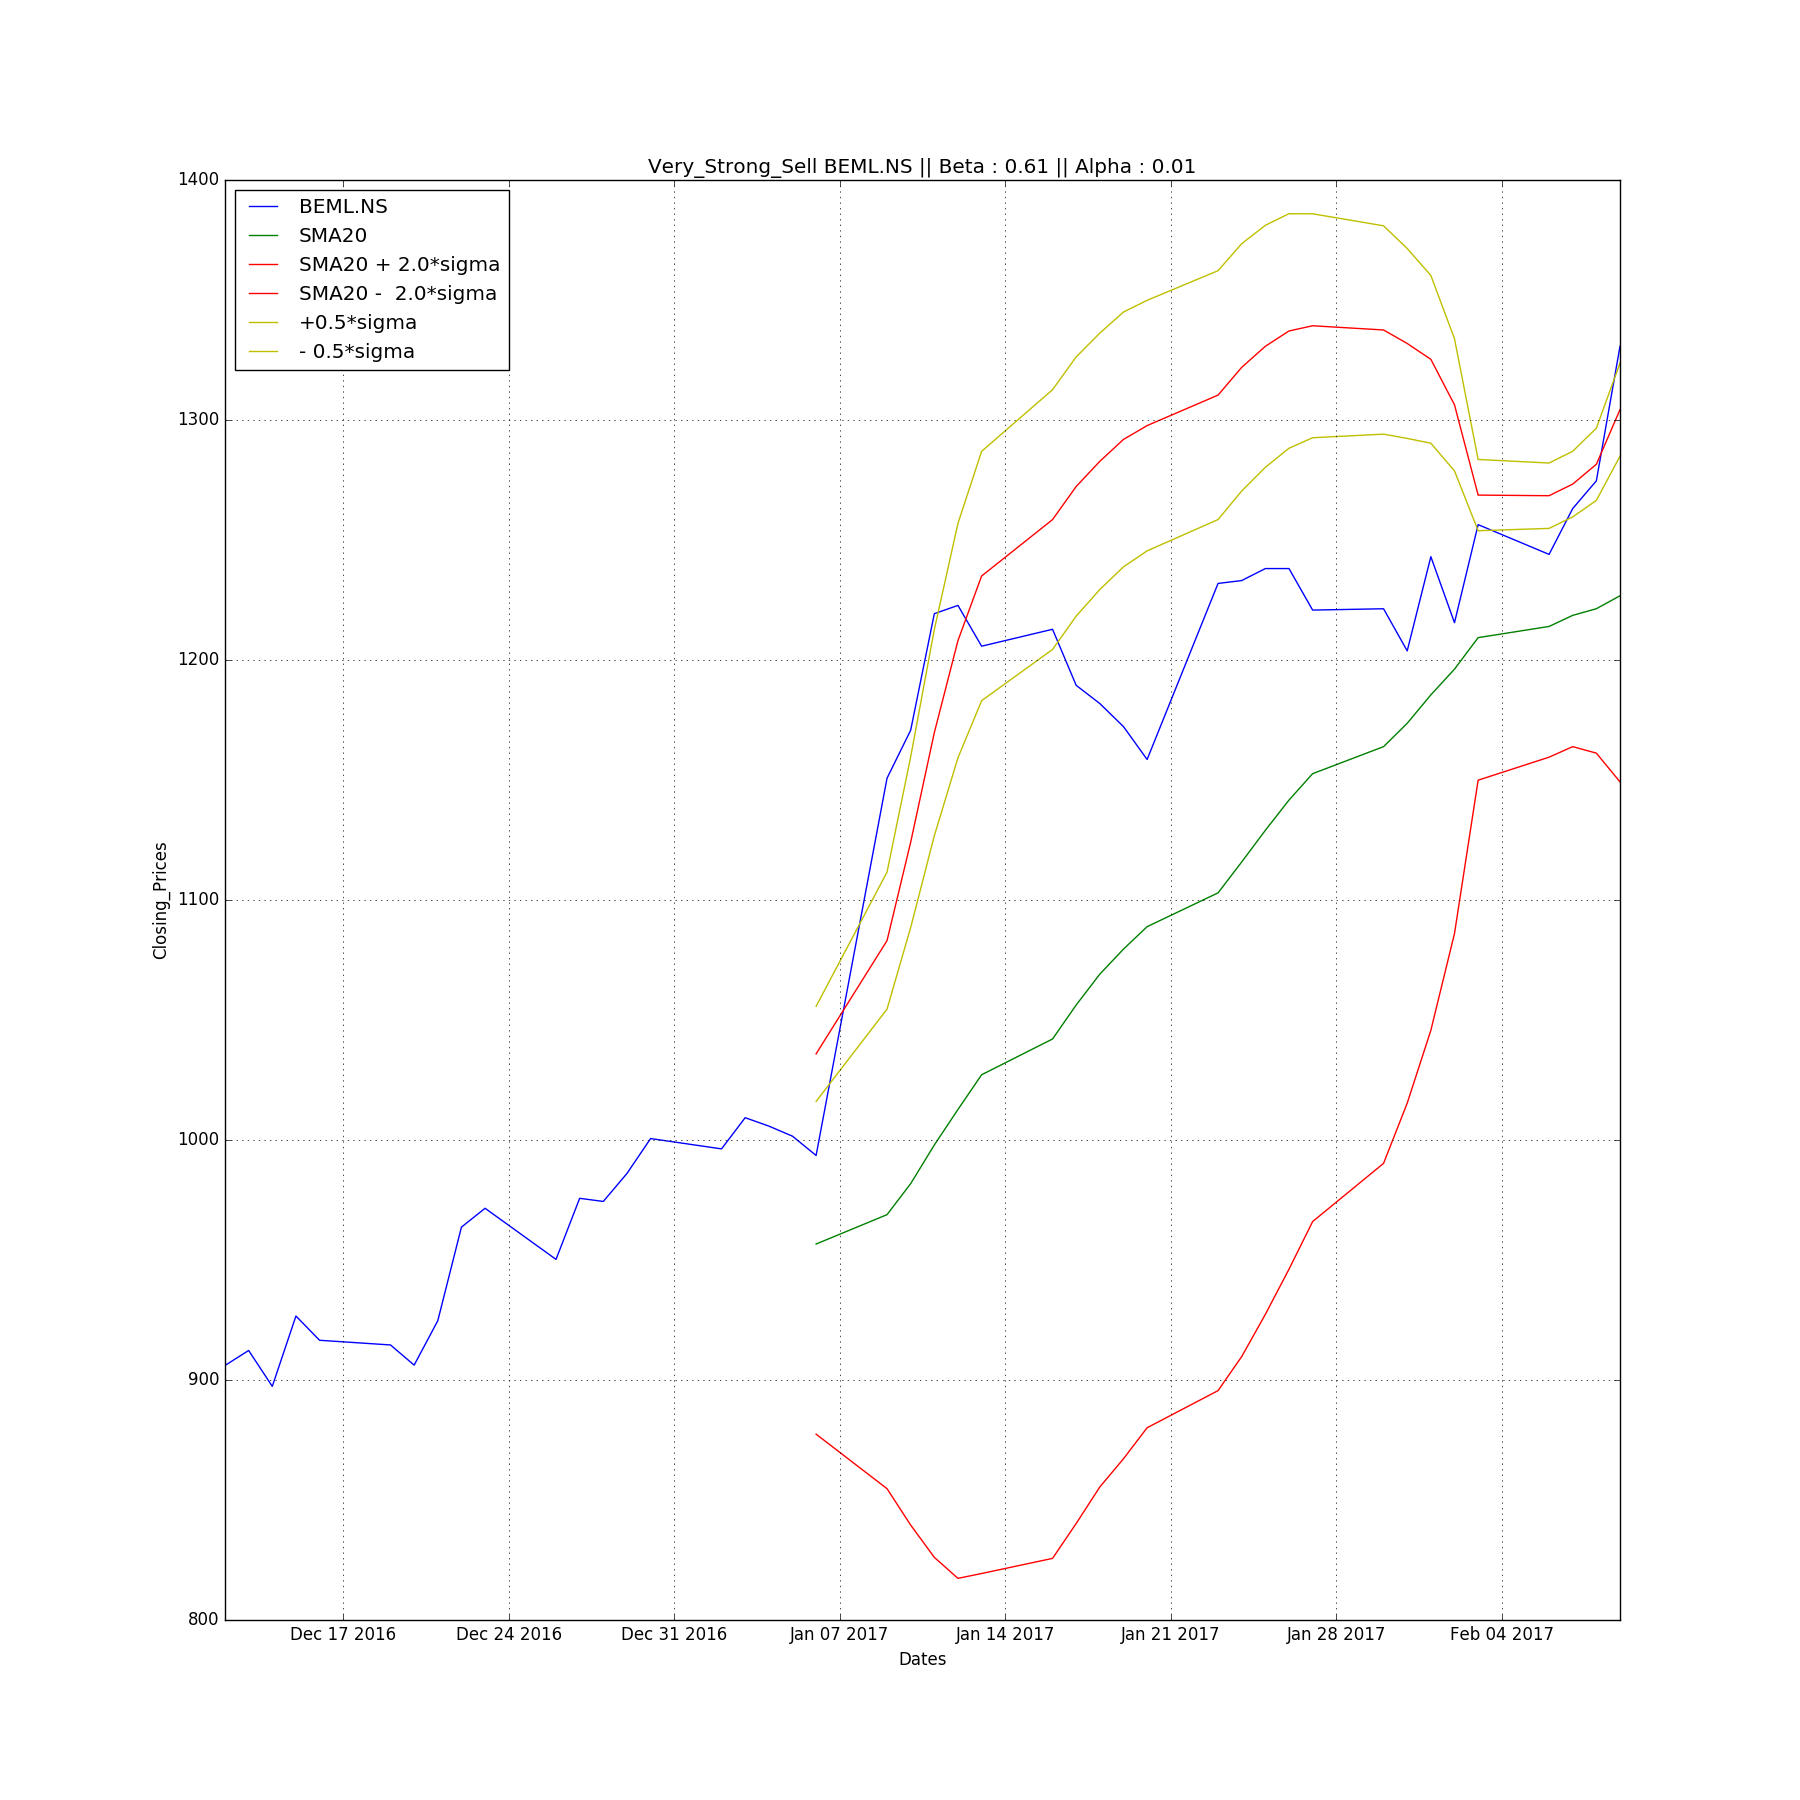 Very_Strong_Sell BEML.NS || Beta : 0.61 || Alpha : 0.01
BEML.NS
SMA20
SMA20 + 2.0*sigma
SMA20 -  2.0*sigma
+0.5*sigma
- 0.5*sigma
1400
1300
1200
1100
1000
900
800
Closing_Prices
Dec 17 2016 Dec 24 2016 Dec 31 2016 Jan 07 2017 Jan 14 2017 Jan 21 2017 Jan 28 2017 Feb 04 2017
Dates